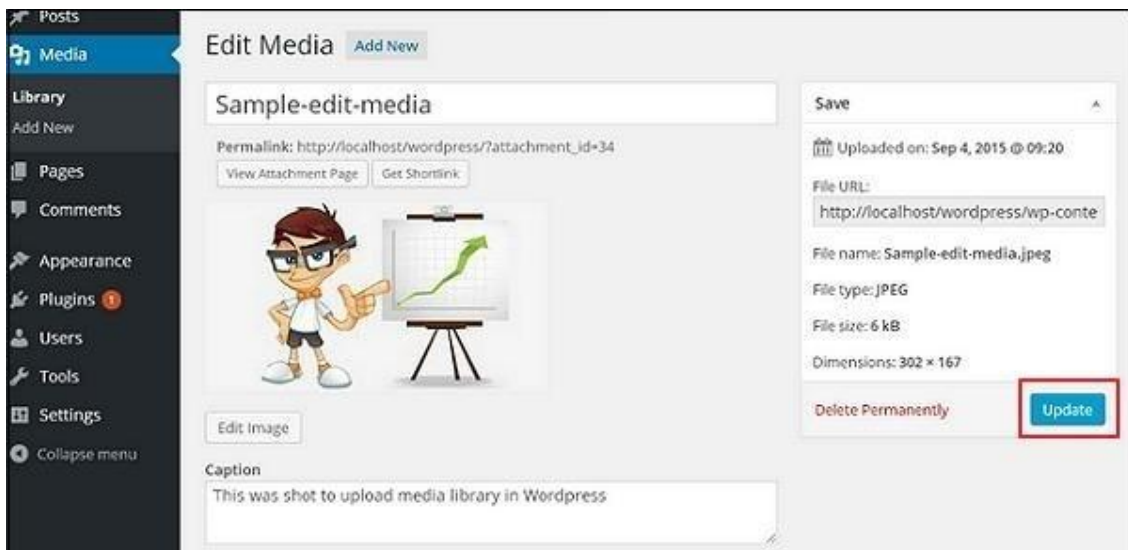 Posts
Media
Library
Add New
Pages
Comments
Appearance
Plugins 1
Users
Tools
Settings
Collapse menu
Edit Media Add New
Sample-edit-media
Permalink: http://localhost/wordpress/?attachment_id=34
View Attachment Page Get Shortlink
Edit Image
Caption
This was shot to upload media library in Wordpress
Save
Uploaded on: Sep 4, 2015 @ 09:20
File URL:
http://localhost/wordpress/wp-conte
File name: Sample-edit-media.jpeg
File type: JPEG
File size: 6 kB
Dimensions: 302 × 167
Delete Permanently Update